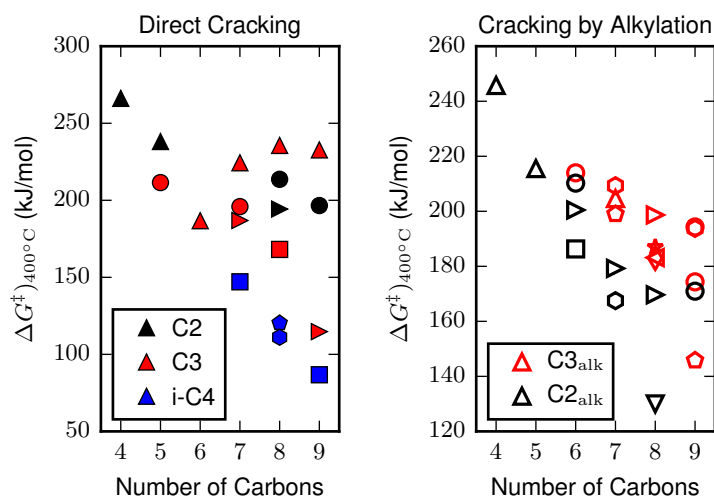 Direct Cracking
Cracking by Alkylation
ΔG‡)400°C (kJ/mol)
300
250
200
150
100
50
C2
C3
i-C4
4 5 6 7 8 9
Number of Carbons
ΔG‡)400°C (kJ/mol)
260
240
220
200
180
160
140
120
C3alk
C2alk
4 5 6 7 8 9
Number of Carbons